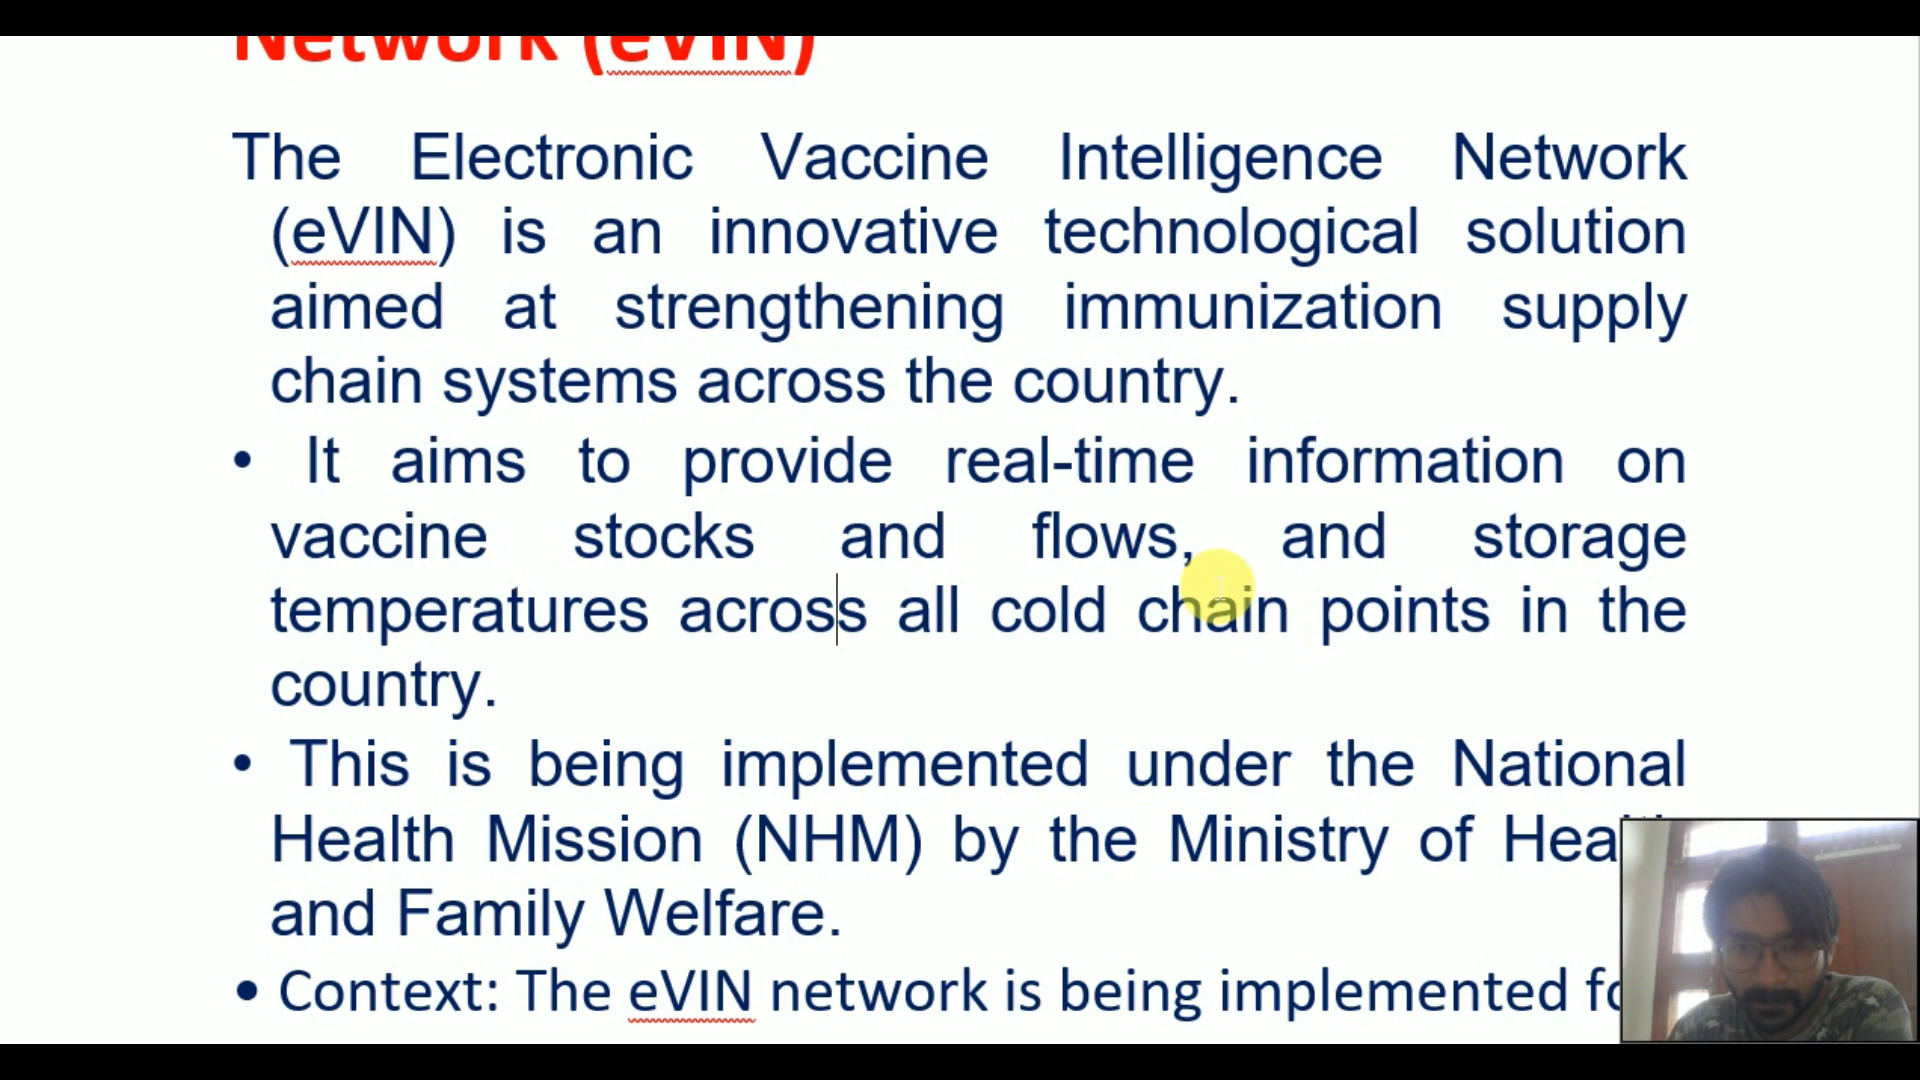 Network (eVIN)
The Electronic Vaccine Intelligence Network
(eVIN) is an innovative technological solution
aimed at strengthening immunization supply
chain systems across the country.
• It aims to provide real-time information on
vaccine stocks and flows, and storage
temperatures across all cold chain points in the
country.
• This is being implemented under the National
Health Mission (NHM) by the Ministry of Health
and Family Welfare.
• Context: The eVIN network is being implemented